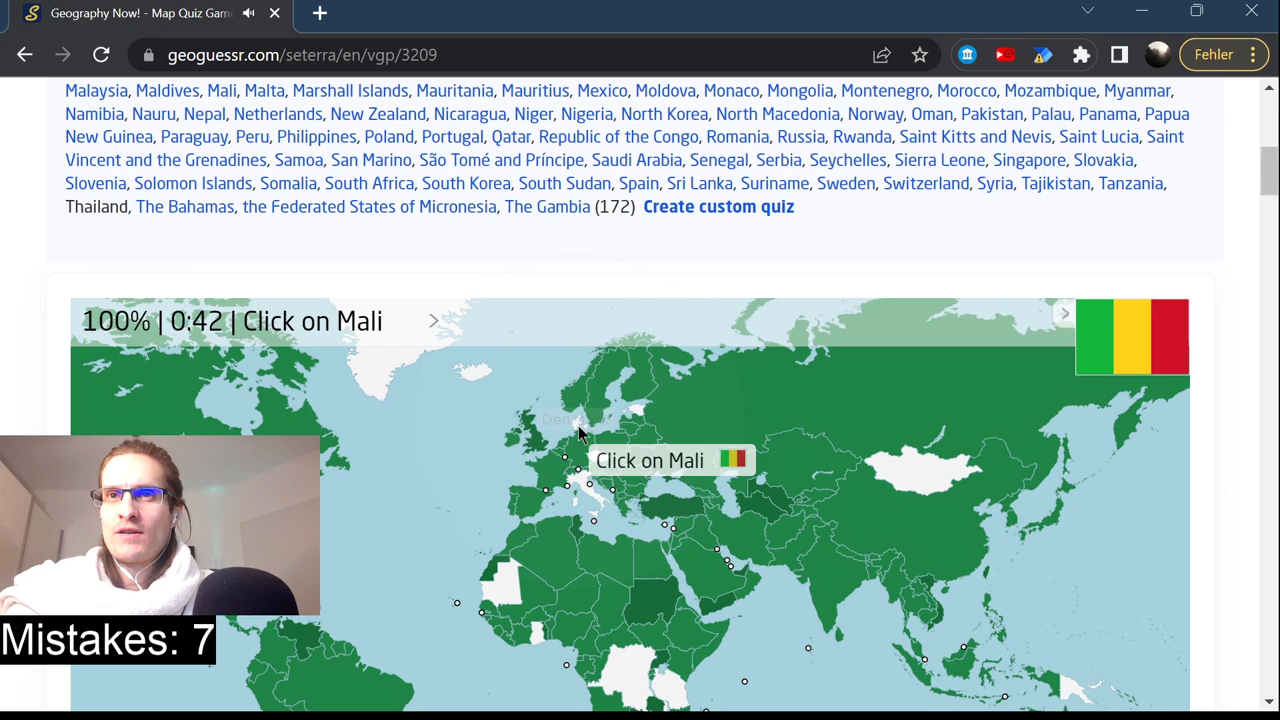 Geography Now! - Map Quiz Gam
geoguessr.com/seterra/en/vgp/3209
Fehler
Malaysia, Maldives, Mali, Malta, Marshall Islands, Mauritania, Mauritius, Mexico, Moldova, Monaco, Mongolia, Montenegro, Morocco, Mozambique, Myanmar,
Namibia, Nauru, Nepal, Netherlands, New Zealand, Nicaragua, Niger, Nigeria, North Korea, North Macedonia, Norway, Oman, Pakistan, Palau, Panama, Papua
New Guinea, Paraguay, Peru, Philippines, Poland, Portugal, Qatar, Republic of the Congo, Romania, Russia, Rwanda, Saint Kitts and Nevis, Saint Lucia, Saint
Vincent and the Grenadines, Samoa, San Marino, São Tomé and Príncipe, Saudi Arabia, Senegal, Serbia, Seychelles, Sierra Leone, Singapore, Slovakia,
Slovenia, Solomon Islands, Somalia, South Africa, South Korea, South Sudan, Spain, Sri Lanka, Suriname, Sweden, Switzerland, Syria, Tajikistan, Tanzania,
Thailand, The Bahamas, the Federated States of Micronesia, The Gambia (172) Create custom quiz
100% | 0:42 | Click on Mali
Click on Mali
Mistakes: 7